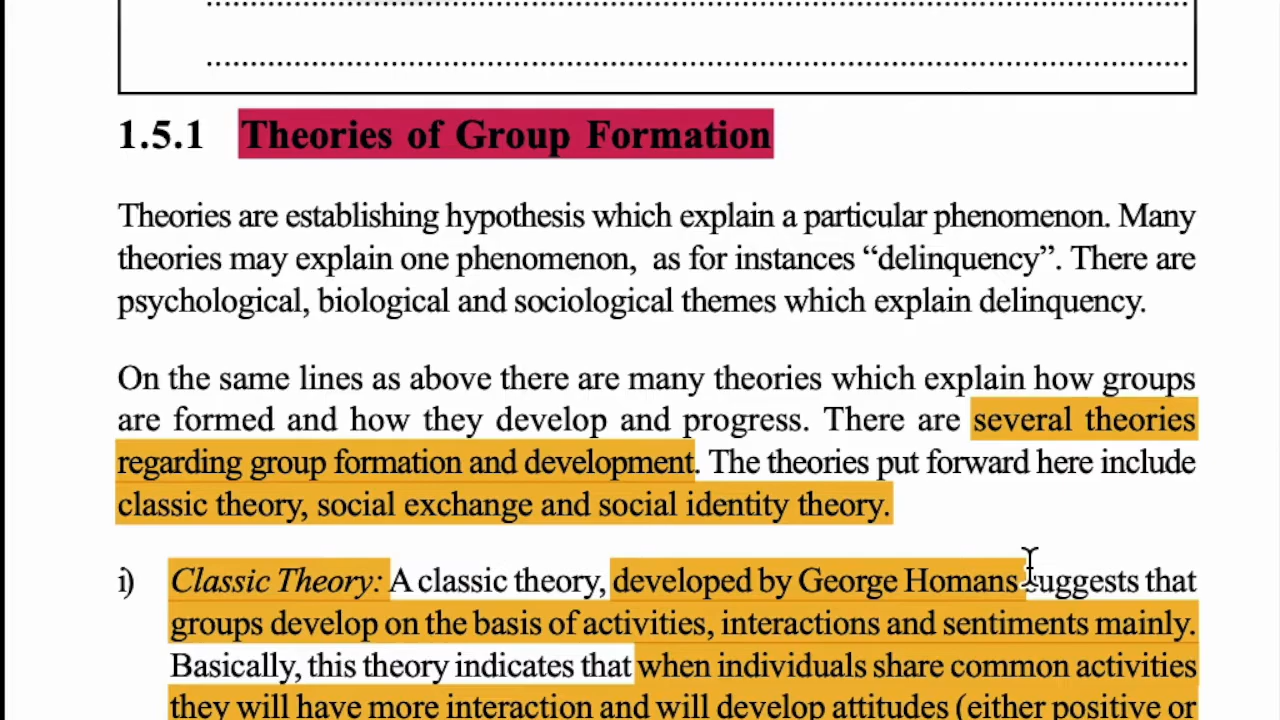 1.5.1 Theories of Group Formation
Theories are establishing hypothesis which explain a particular phenomenon. Many
theories may explain one phenomenon, as for instances “delinquency”. There are
psychological, biological and sociological themes which explain delinquency.
On the same lines as above there are many theories which explain how groups
are formed and how they develop and progress. There are several theories
regarding group formation and development. The theories put forward here include
classic theory, social exchange and social identity theory.
i) Classic Theory: A classic theory, developed by George Homans suggests that
groups develop on the basis of activities, interactions and sentiments mainly.
Basically, this theory indicates that when individuals share common activities
they will have more interaction and will develop attitudes (either positive or